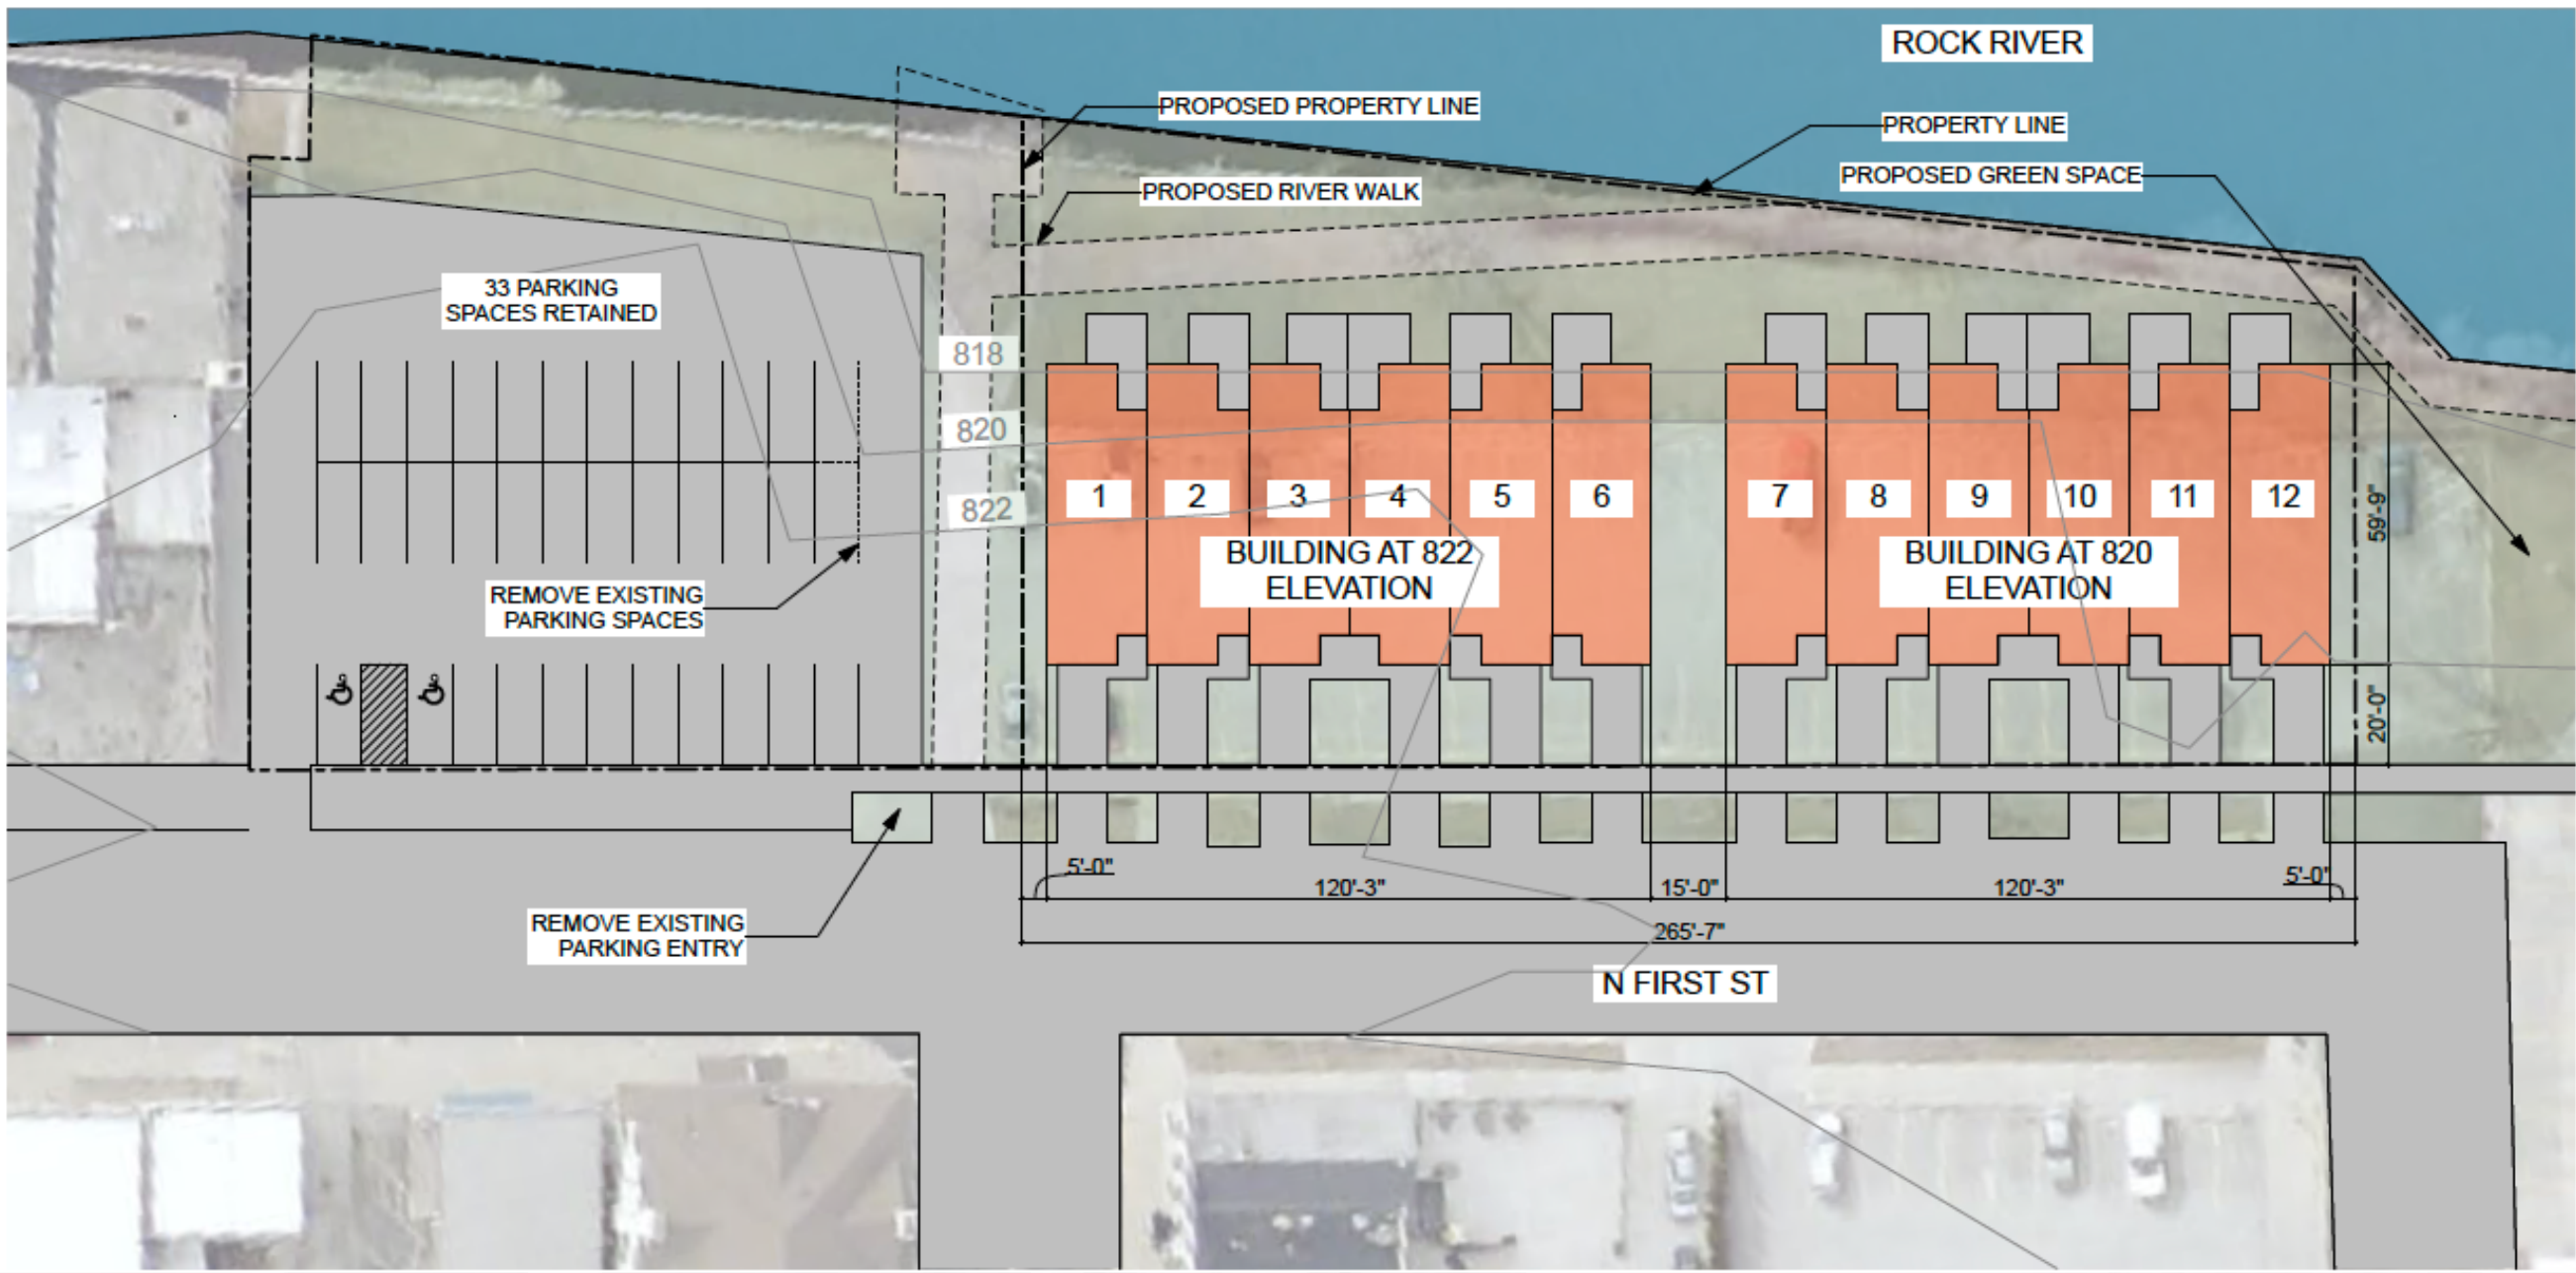 ROCK RIVER
PROPOSED PROPERTY LINE
PROPERTY LINE
PROPOSED GREEN SPACE
PROPOSED RIVER WALK
33 PARKING
SPACES RETAINED
818
820
822
1 2 3 4 5 6 7 8 9 10 11 12
59'-9"
BUILDING AT 822
ELEVATION
BUILDING AT 820
ELEVATION
REMOVE EXISTING
PARKING SPACES
20'-0"
5'-0"
120'-3"
15'-0"
120'-3"
5'-0"
265'-7"
REMOVE EXISTING
PARKING ENTRY
N FIRST ST